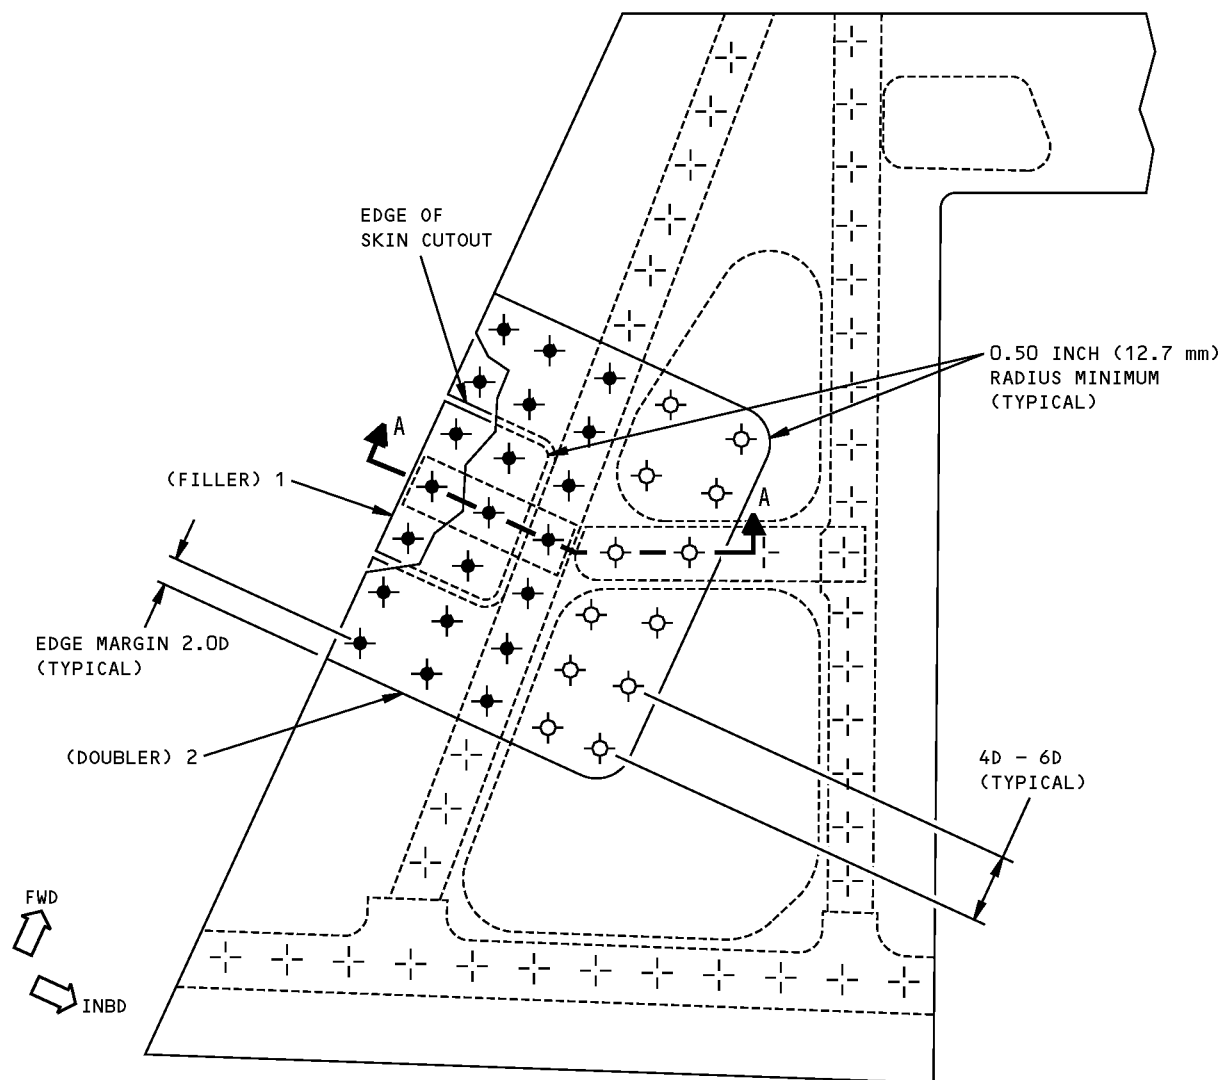 EDGE OF
SKIN CUTOUT
0.50 INCH (12.7 mm)
RADIUS MINIMUM
(TYPICAL)
A
(FILLER) 1
A
EDGE MARGIN 2.0D
(TYPICAL)
(DOUBLER) 2
4D - 6D
(TYPICAL)
FWD
INBD